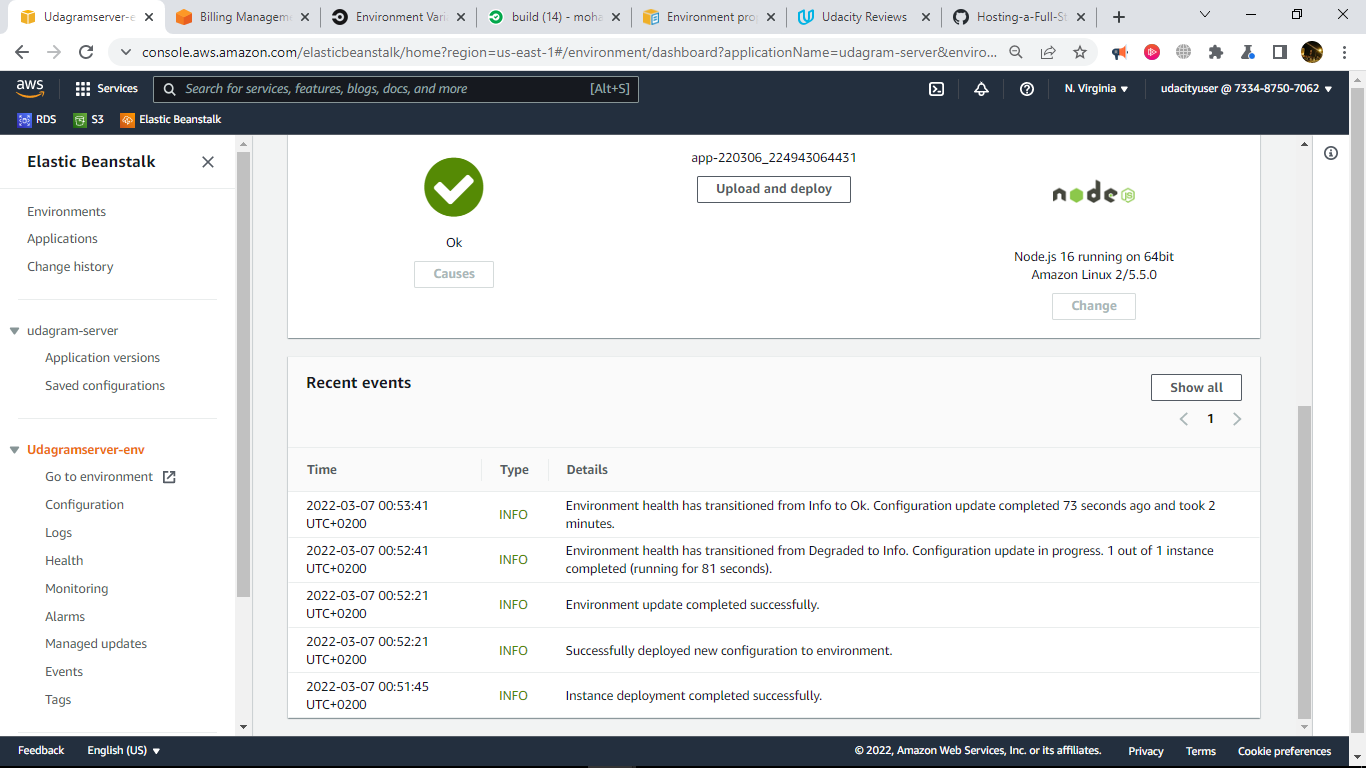 Udagramserver-e
Billing Manageme
Environment Vari
build (14) - moha
Environment prop
Udacity Reviews
Hosting-a-Full-St
console.aws.amazon.com/elasticbeanstalk/home?region=us-east-1#/environment/dashboard?applicationName=udagram-server&enviro...
aws
Services
Search for services, features, blogs, docs, and more
[Alt+S]
N. Virginia
udacityuser @ 7334-8750-7062
RDS
S3
Elastic Beanstalk
Elastic Beanstalk
Environments
Applications
Change history
udagram-server
Application versions
Saved configurations
Udagramserver-env
Go to environment
Configuration
Logs
Health
Monitoring
Alarms
Managed updates
Events
Tags
Ok
Causes
app-220306_224943064431
Upload and deploy
node
JS
Node.js 16 running on 64bit
Amazon Linux 2/5.5.0
Change
Recent events
Show all
1
Time
Type
Details
2022-03-07 00:53:41
UTC+0200
INFO
Environment health has transitioned from Info to Ok. Configuration update completed 73 seconds ago and took 2
minutes.
2022-03-07 00:52:41
UTC+0200
INFO
Environment health has transitioned from Degraded to Info. Configuration update in progress. 1 out of 1 instance
completed (running for 81 seconds).
2022-03-07 00:52:21
UTC+0200
INFO
Environment update completed successfully.
2022-03-07 00:52:21
UTC+0200
INFO
Successfully deployed new configuration to environment.
2022-03-07 00:51:45
UTC+0200
INFO
Instance deployment completed successfully.
Feedback
English (US)
© 2022, Amazon Web Services, Inc. or its affiliates.
Privacy
Terms
Cookie preferences